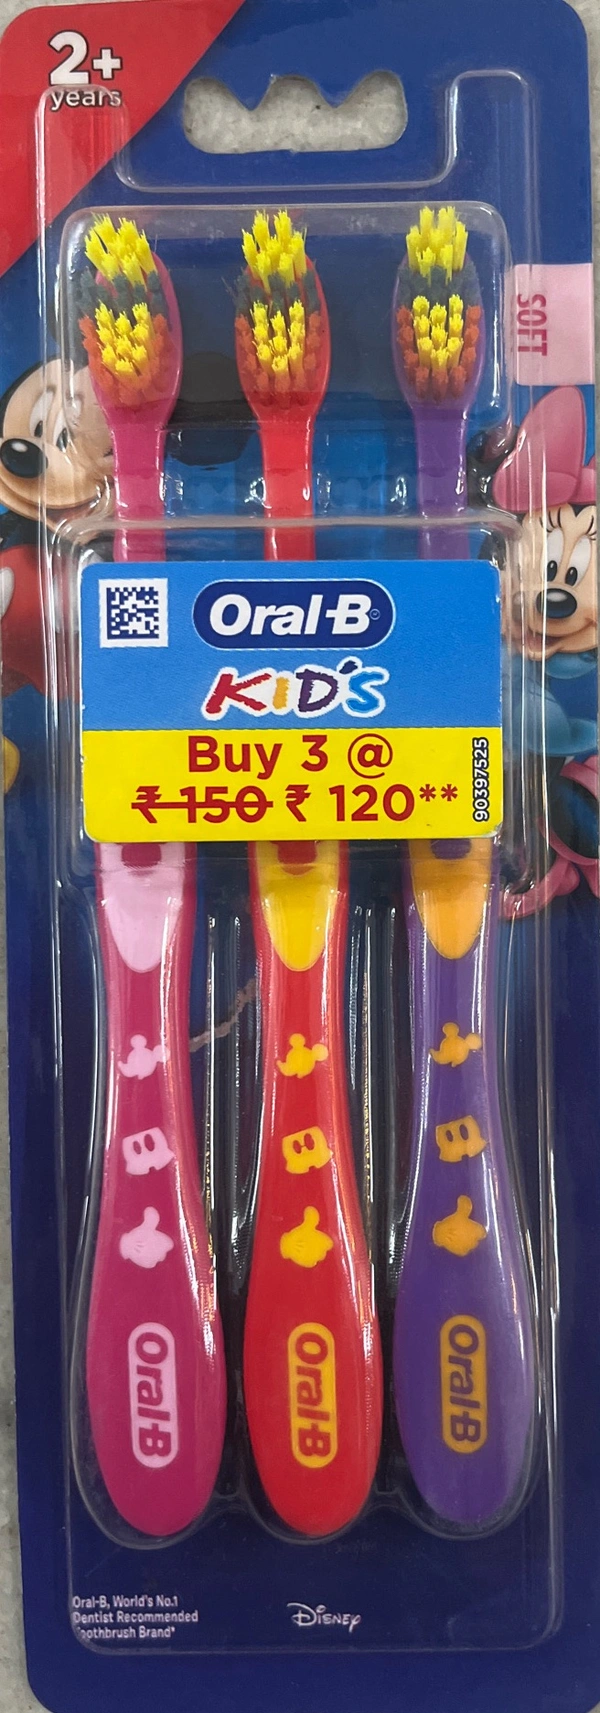 2+
years
SOFT
Oral-B
KID'S
Buy 3 @
₹ 150 ₹ 120**
90397525
Oral-B
Oral-B
Oral-B
Oral-B, World's No.1
Dentist Recommended
Toothbrush Brand*
Disney